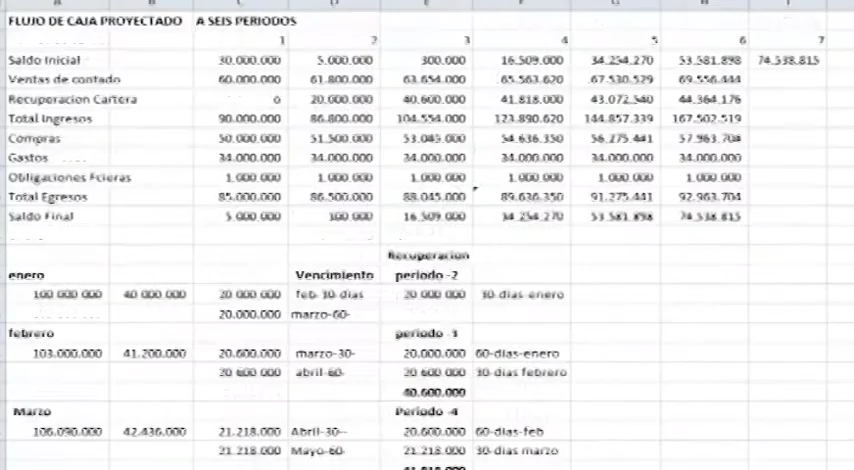 FLUJO DE CAJA PROYECTADO A SEIS PERIODOS
1 2 3 4 5 6 7
Saldo Inicial 30.000.000 5.000.000 300.000 16.509.000 34.254.270 53.581.898 74.538.815
Ventas de contado 60.000.000 61.800.000 63.654.000 65.563.620 67.530.529 69.556.444
Recuperacion Cartera 0 20.000.000 40.600.000 41.818.000 43.072.540 44.364.176
Total Ingresos 90.000.000 86.800.000 104.554.000 123.890.620 144.857.339 167.502.519
Compras 50.000.000 51.500.000 53.045.000 54.636.350 56.275.441 57.963.704
Gastos 34.000.000 34.000.000 34.000.000 34.000.000 34.000.000 34.000.000
Obligaciones Fcieras 1.000.000 1.000.000 1.000.000 1.000.000 1.000.000 1.000.000
Total Egresos 85.000.000 86.500.000 88.045.000 89.636.350 91.275.441 92.963.704
Saldo Final 5.000.000 300.000 16.509.000 34.254.270 53.581.898 74.538.815
Recuperacion
enero Vencimiento periodo -2
100.000.000 40.000.000 20.000.000 feb-30-dias 20.000.000 30-dias-enero
20.000.000 marzo-60-
febrero periodo -3
103.000.000 41.200.000 20.600.000 marzo-30- 20.000.000 60-dias-enero
20.600.000 abril-60- 20.600.000 30-dias febrero
40.600.000
Marzo Periodo -4
106.090.000 42.436.000 21.218.000 Abril-30-- 20.600.000 60-dias-feb
21.218.000 Mayo-60- 21.218.000 30-dias marzo
41.818.000